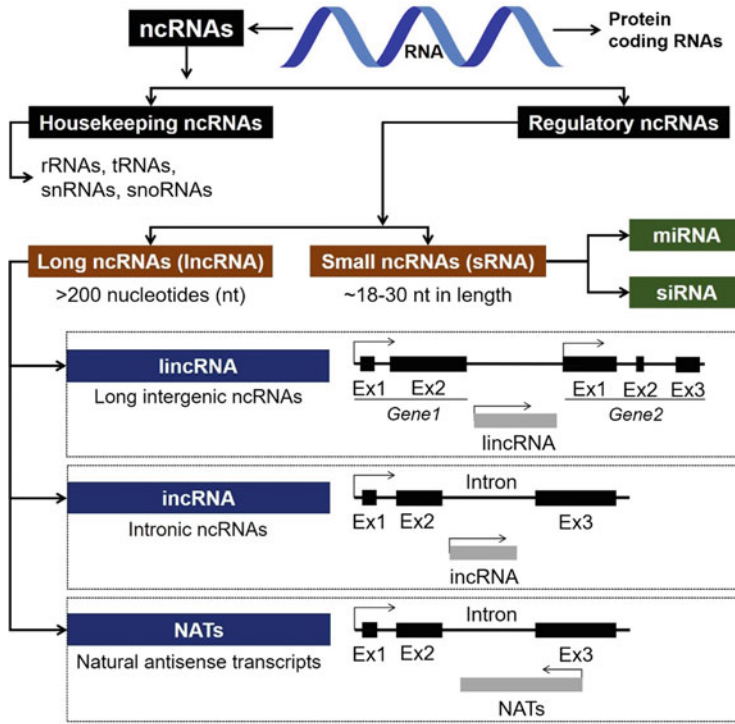 ncRNAs
RNA
Protein
coding RNAs
Housekeeping ncRNAs
Regulatory ncRNAs
rRNAs, tRNAs,
snRNAs, snoRNAs
Long ncRNAs (lncRNA)
Small ncRNAs (sRNA)
miRNA
>200 nucleotides (nt)
~18-30 nt in length
siRNA
lincRNA
Long intergenic ncRNAs
Ex1 Ex2 Ex1 Ex2 Ex3
Gene1 Gene2
lincRNA
incRNA
Intronic ncRNAs
Intron
Ex1 Ex2 Ex3
incRNA
NATs
Natural antisense transcripts
Intron
Ex1 Ex2 Ex3
NATs